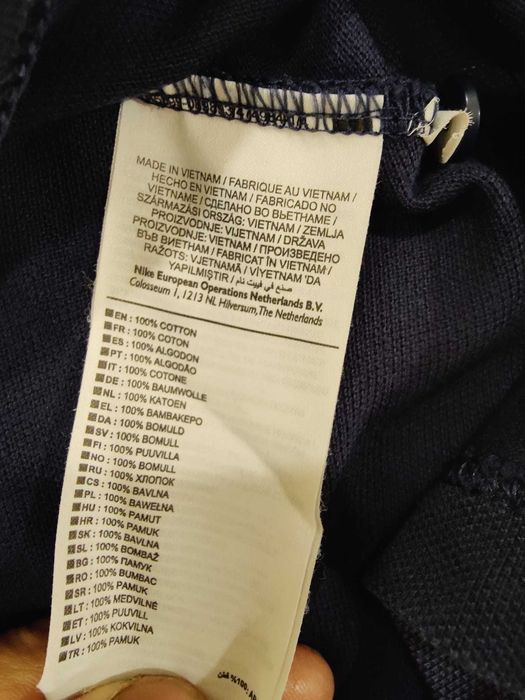 MADE IN VIETNAM / FABRIQUE AU VIETNAM /
HECHO EN VIETNAM / FABRICADO NO
VIETNAME / СДЕЛАНО ВО ВЬЕТНАМЕ /
SZÁRMAZÁSI ORSZÁG: VIETNAM / ZEMLJA
PROIZVODNJE: VIJETNAM / DRŽAVA
PROIZVODNJE: VIETNAM / ПРОИЗВЕДЕНО
ВЪВ ВИЕТНАМ / FABRICAT ÎN VIETNAM /
RAŽOTS: VJETNAMĀ / VİYETNAM 'DA
YAPILMIŞTIR / صنع في فييت نام
Nike European Operations Netherlands B.V.
Colosseum 1, 1213 NL Hilversum, The Netherlands
EN : 100% COTTON
FR : 100% COTON
ES : 100% ALGODON
PT : 100% ALGODÃO
IT : 100% COTONE
DE : 100% BAUMWOLLE
NL : 100% KATOEN
EL : 100% ΒΑΜΒΑΚΕΡΟ
DA : 100% BOMULD
SV : 100% BOMULL
FI : 100% PUUVILLA
NO : 100% BOMULL
RU : 100% ХЛОПОК
CS : 100% BAVLNA
PL : 100% BAWEŁNA
HU : 100% PAMUT
HR : 100% PAMUK
SK : 100% BAVLNA
SL : 100% BOMBAŽ
BG : 100% ПАМУК
RO : 100% BUMBAC
SR : 100% PAMUK
LT : 100% MEDVILNĖ
ET : 100% PUUVILL
LV : 100% KOKVILNA
TR : 100% PAMUK